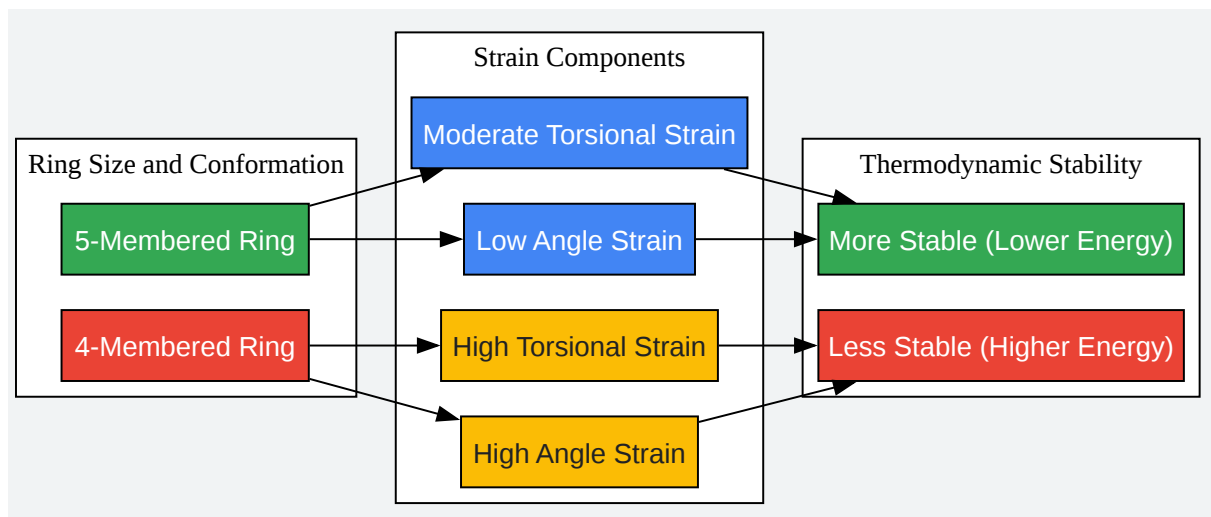 Ring Size and Conformation
5-Membered Ring
4-Membered Ring
Strain Components
Moderate Torsional Strain
Low Angle Strain
High Torsional Strain
High Angle Strain
Thermodynamic Stability
More Stable (Lower Energy)
Less Stable (Higher Energy)